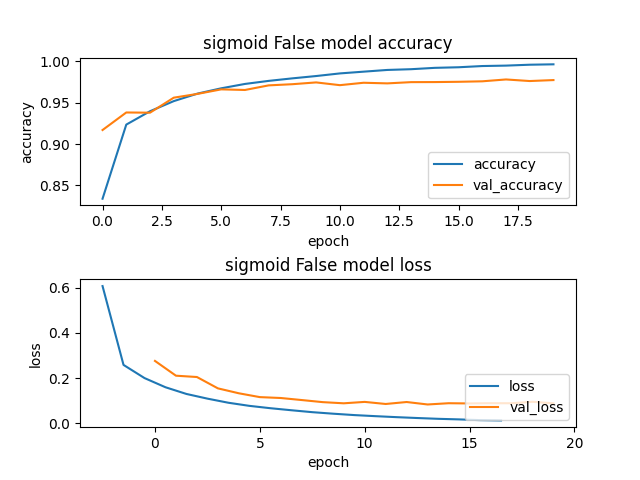 sigmoid False model accuracy
1.00
0.95
0.90
0.85
accuracy
accuracy
val_accuracy
0.0 2.5 5.0 7.5 10.0 12.5 15.0 17.5
epoch
sigmoid False model loss
0.6
0.4
0.2
0.0
loss
loss
val_loss
0 5 10 15 20
epoch